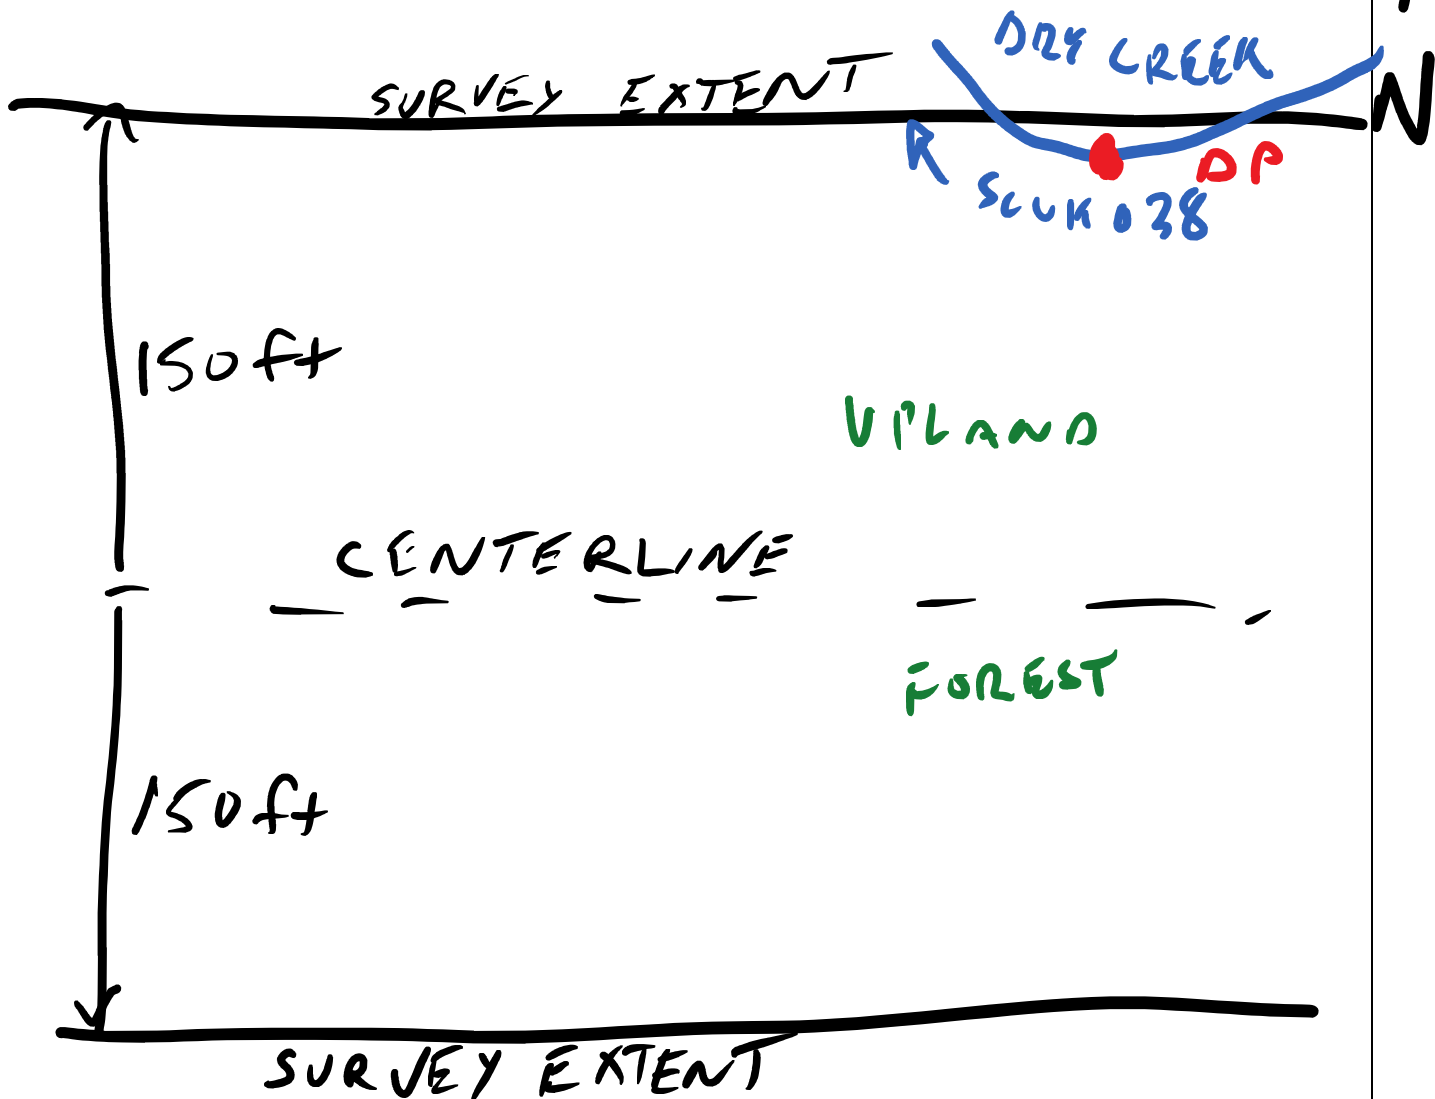 DRY CREEK
SURVEY EXTENT
N
DP
SCUK038
150ft
UPLAND
CENTERLINE
FOREST
150ft
SURVEY EXTENT